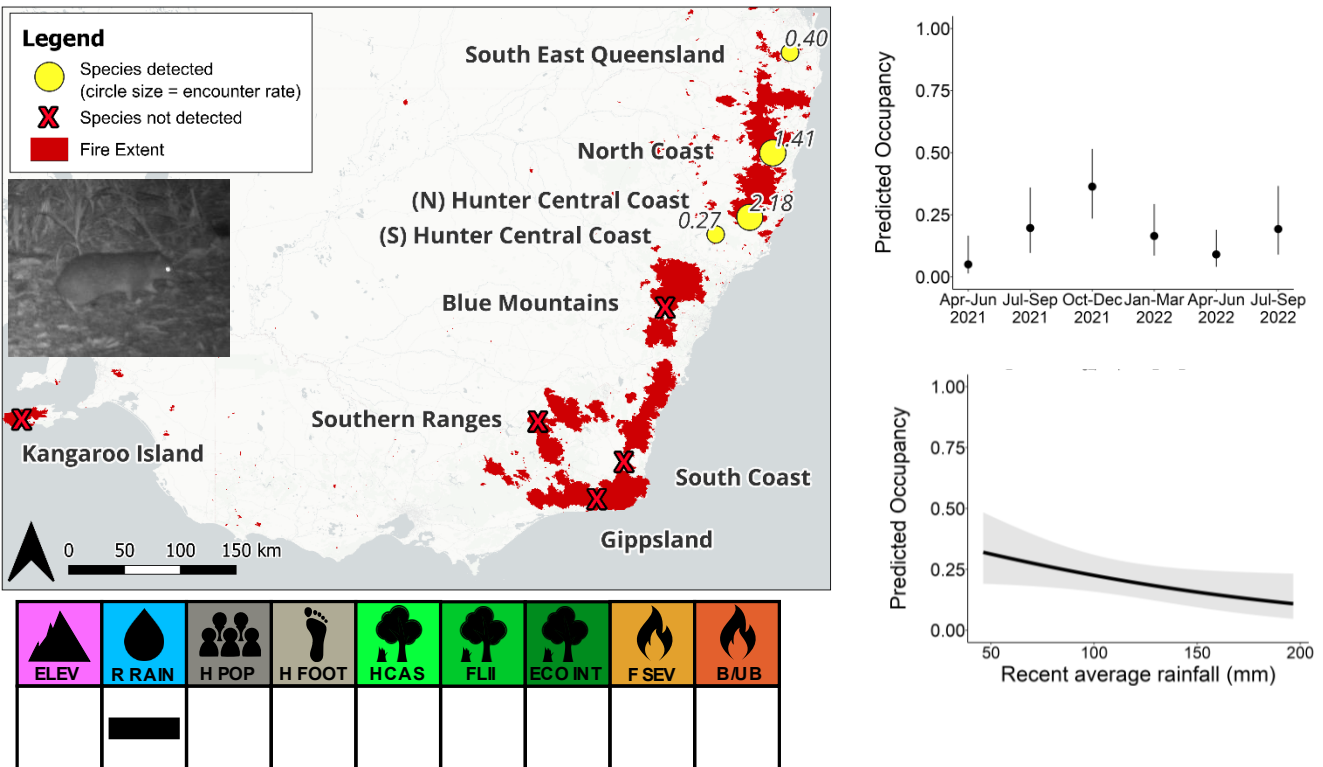 Legend
Species detected
(circle size = encounter rate)
X Species not detected
Fire Extent
South East Queensland
0.40
North Coast
1.41
(N) Hunter Central Coast
2.18
0.27
(S) Hunter Central Coast
Blue Mountains
X
Southern Ranges
X
X
Kangaroo Island
X
South Coast
X
Gippsland
0 50 100 150 km
ELEV R RAIN H POP H FOOT HCAS FLII ECO INT F SEV B/UB
Predicted Occupancy
1.00
0.75
0.50
0.25
0.00
Apr-Jun Jul-Sep Oct-Dec Jan-Mar Apr-Jun Jul-Sep
2021 2021 2021 2022 2022 2022
Predicted Occupancy
1.00
0.75
0.50
0.25
0.00
50 100 150 200
Recent average rainfall (mm)